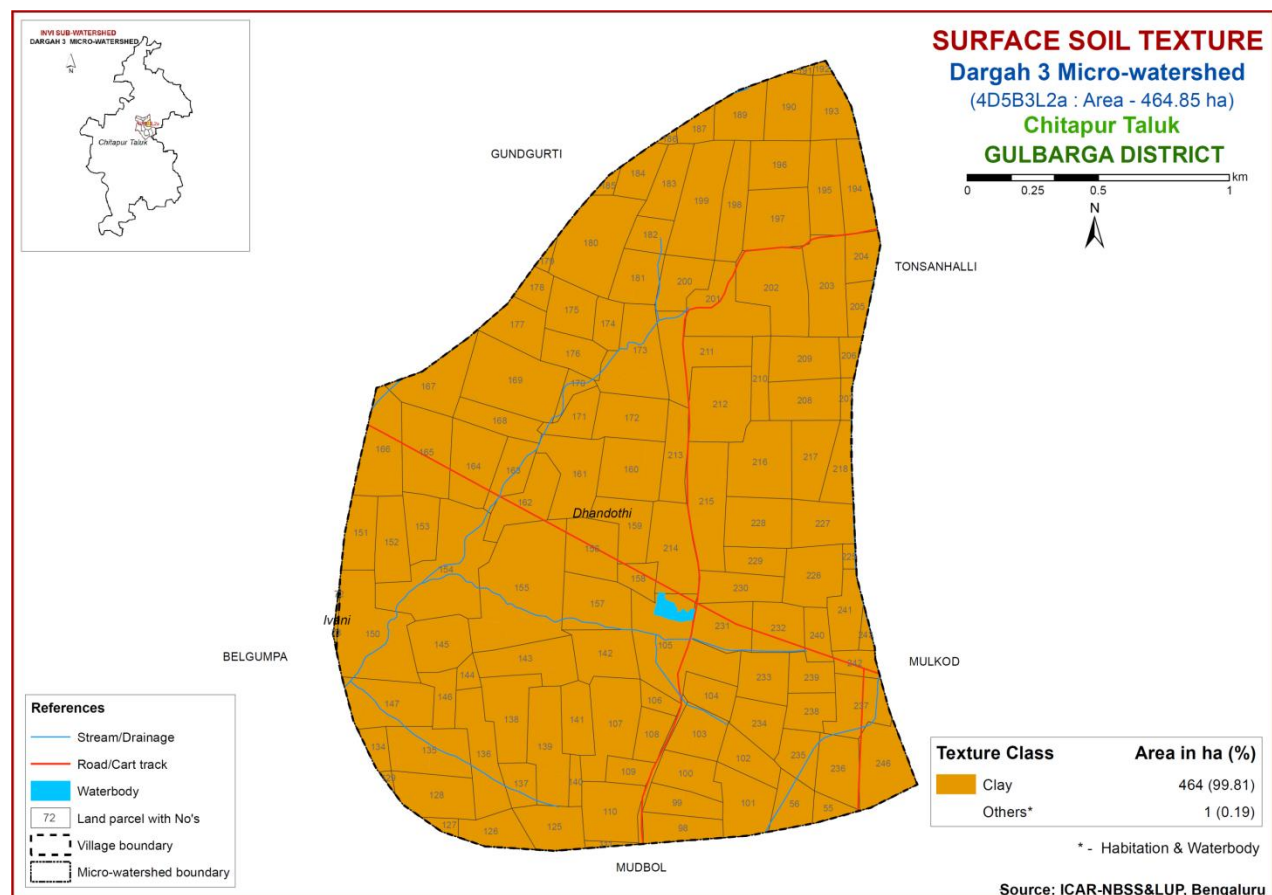 INVI SUB-WATERSHED
DARGAH 3 MICRO-WATERSHED
N
Chitapur Taluk
SURFACE SOIL TEXTURE
Dargah 3 Micro-watershed
(4D5B3L2a : Area - 464.85 ha)
Chitapur Taluk
GULBARGA DISTRICT
km
0 0.25 0.5 1
N
GUNDGURTI
TONSANHALLI
BELGUMPA
MULKOD
MUDBOL
Dhandothi
Ivani
190 193
189
187
184 183 196
185 199 198 195 194
182 197
180
179 181 200 204
178 201 202 203
175 205
177 174
176 173 211 209 206
167 169 170 210
171 172 212 208 207
168
166 165 164 163 161 160 213 216 217 218
162 215
151 153 159 228 227
152 156 214
154 229 225
155 158 230 226
157 241
150 231 232 240
145 142 105
143 242
144 233 239
147 146 106 104 238 237
138 141 107 234
134 108 103
135 136 139 235
109 102
137 140 100 236 246
128 99 101 56 55
110
127 126 125 98
References
Stream/Drainage
Road/Cart track
Waterbody
72 Land parcel with No's
Village boundary
Micro-watershed boundary
Texture Class Area in ha (%)
Clay 464 (99.81)
Others* 1 (0.19)
* - Habitation & Waterbody
Source: ICAR-NBSS&LUP, Bengaluru